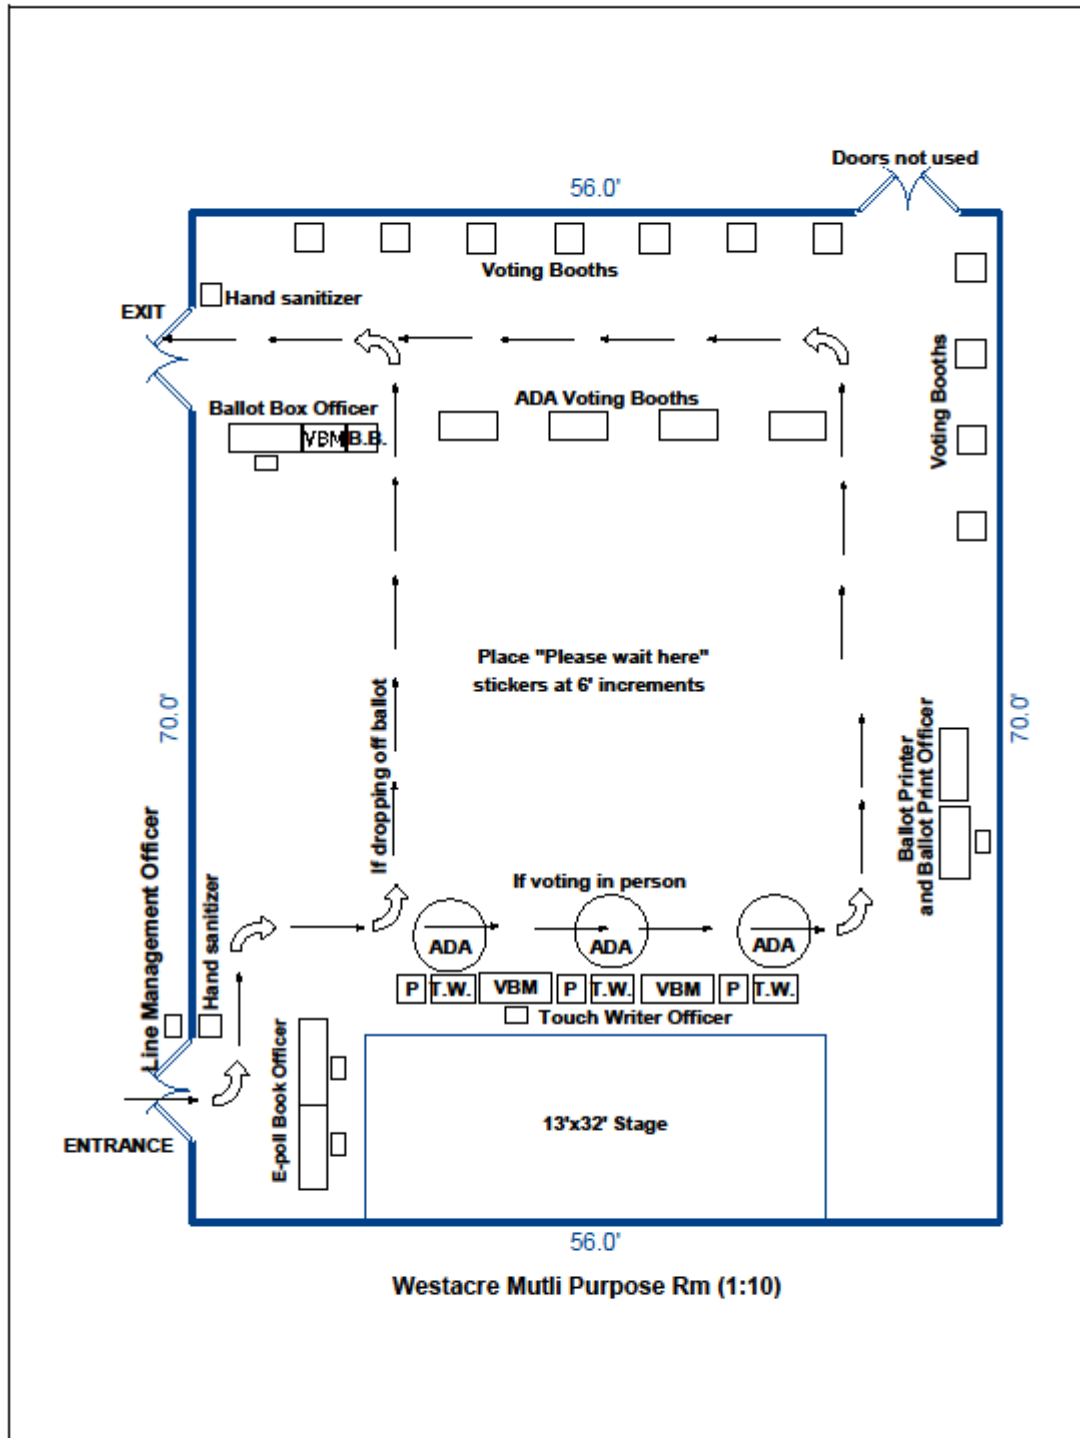 Doors not used
56.0'
Voting Booths
Hand sanitizer
EXIT
Voting Booths
ADA Voting Booths
Ballot Box Officer
VBM B.B.
Place "Please wait here"
stickers at 6' increments
70.0'
70.0'
If dropping off ballot
Ballot Printer
and Ballot Print Officer
Line Management Officer
Hand sanitizer
If voting in person
ADA ADA ADA
P T.W. VBM P T.W. VBM P T.W.
Touch Writer Officer
E-poll Book Officer
13'x32' Stage
ENTRANCE
56.0'
Westacre Mutli Purpose Rm (1:10)